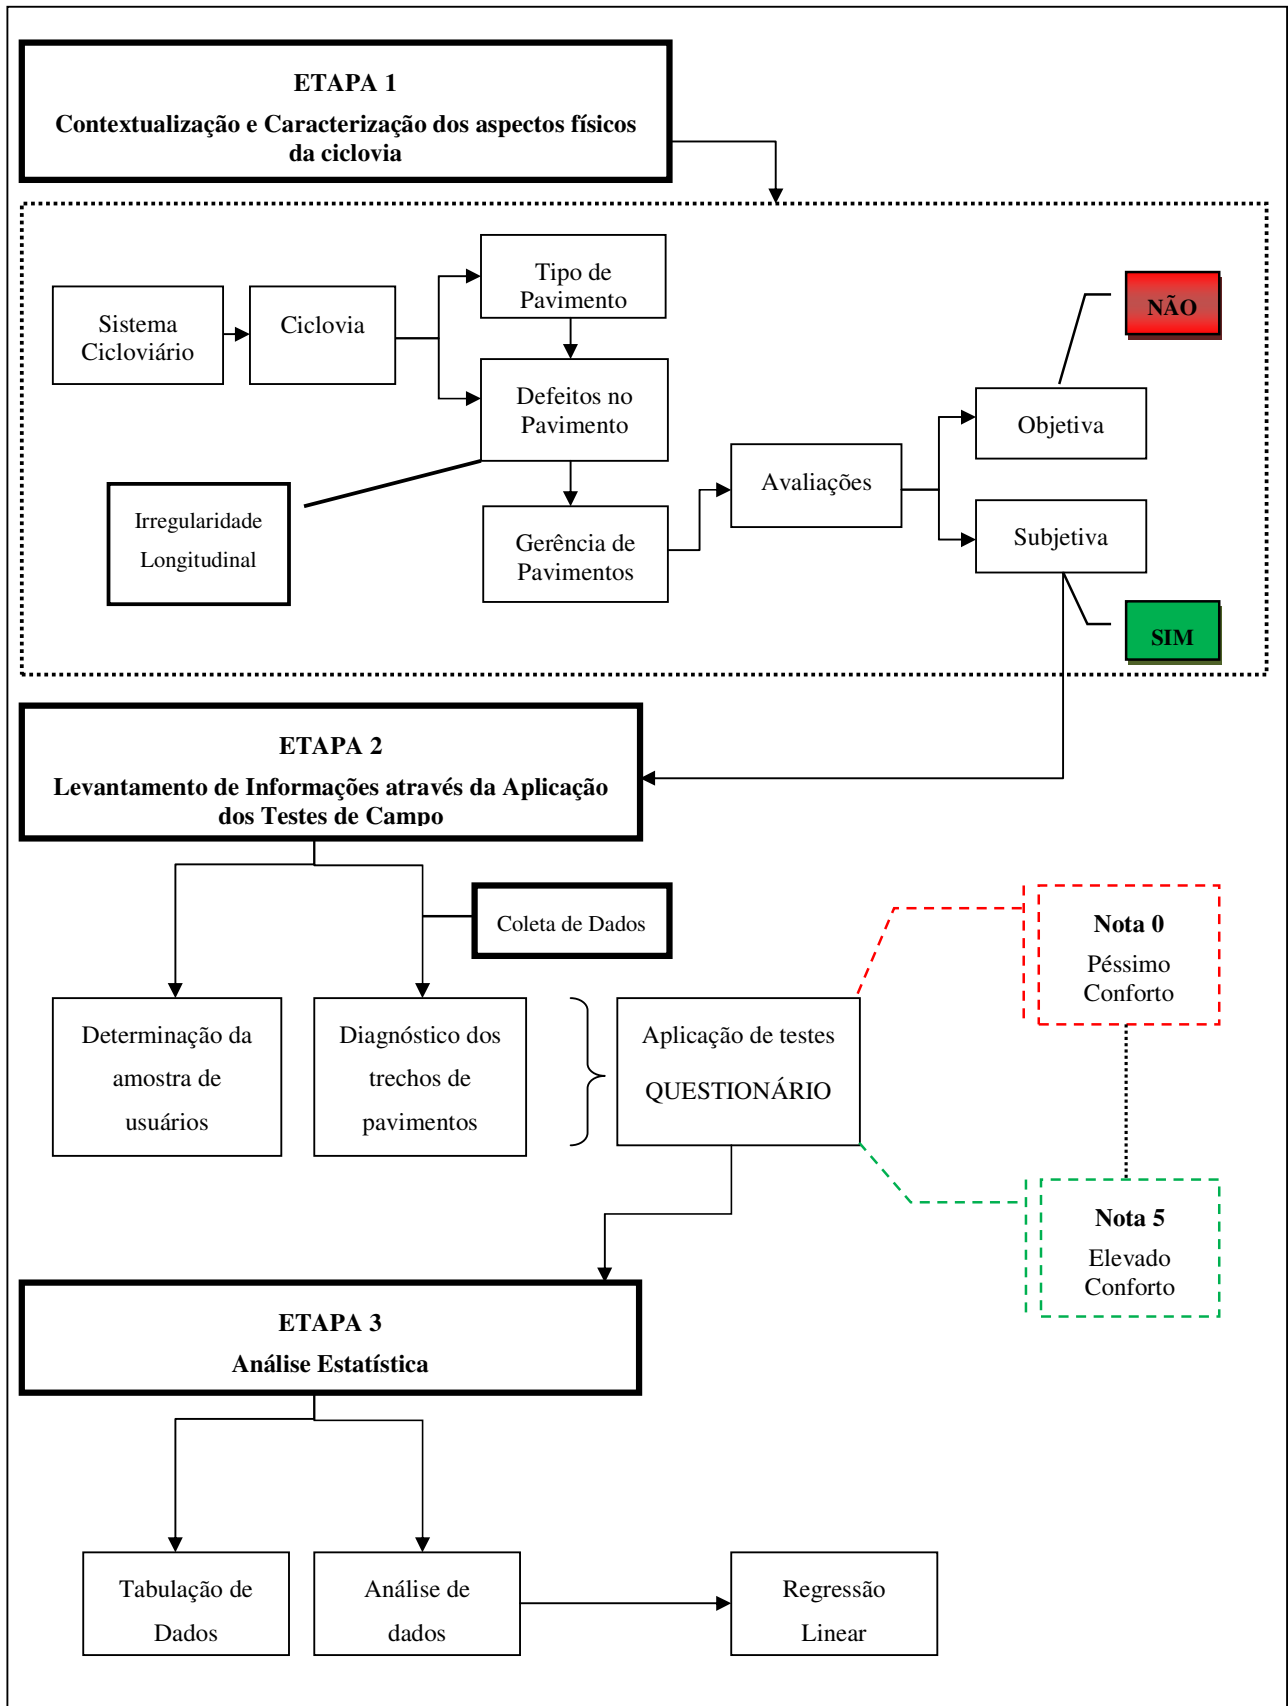 ETAPA 1
Contextualização e Caracterização dos aspectos físicos
da ciclovia
Tipo de
Pavimento
NÃO
Sistema
Cicloviário
Ciclovia
Defeitos no
Pavimento
Objetiva
Avaliações
Irregularidade
Longitudinal
Gerência de
Pavimentos
Subjetiva
SIM
ETAPA 2
Levantamento de Informações através da Aplicação
dos Testes de Campo
Coleta de Dados
Nota 0
Péssimo
Conforto
Determinação da
amostra de
usuários
Diagnóstico dos
trechos de
pavimentos
Aplicação de testes
QUESTIONÁRIO
Nota 5
Elevado
Conforto
ETAPA 3
Análise Estatística
Tabulação de
Dados
Análise de
dados
Regressão
Linear